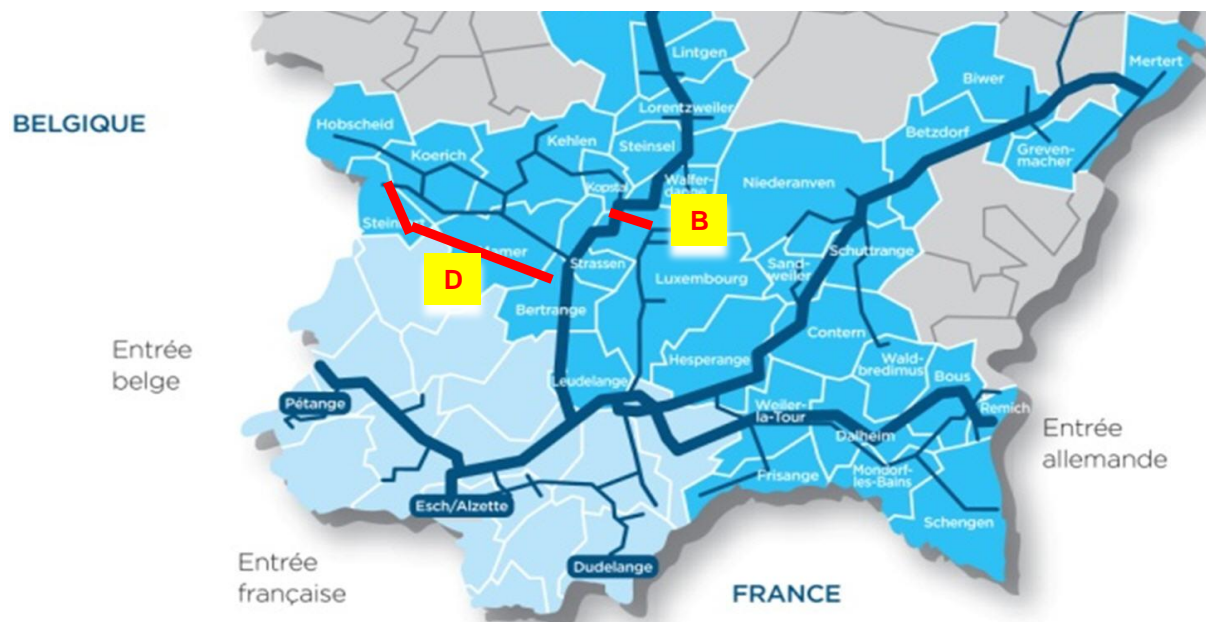 Lintgen
Mertert
Biwer
Lorentzweiler
BELGIQUE
Hobscheid
Betzdorf
Kehlen
Steinsel
Koerich
Greven-
macher
Kopstal
Walfer-
dange
Niederanven
B
Strassen
Schuttrange
Sand-
weiler
D
Luxembourg
Bertrange
Contern
Entrée
belge
Hesperange
Wald-
bredimus
Leudelange
Bous
Pétange
Weiler-
la-Tour
Remich
Dalheim
Entrée
allemande
Frisange
Mondorf-
les-Bains
Esch/Alzette
Schengen
Entrée
française
Dudelange
FRANCE